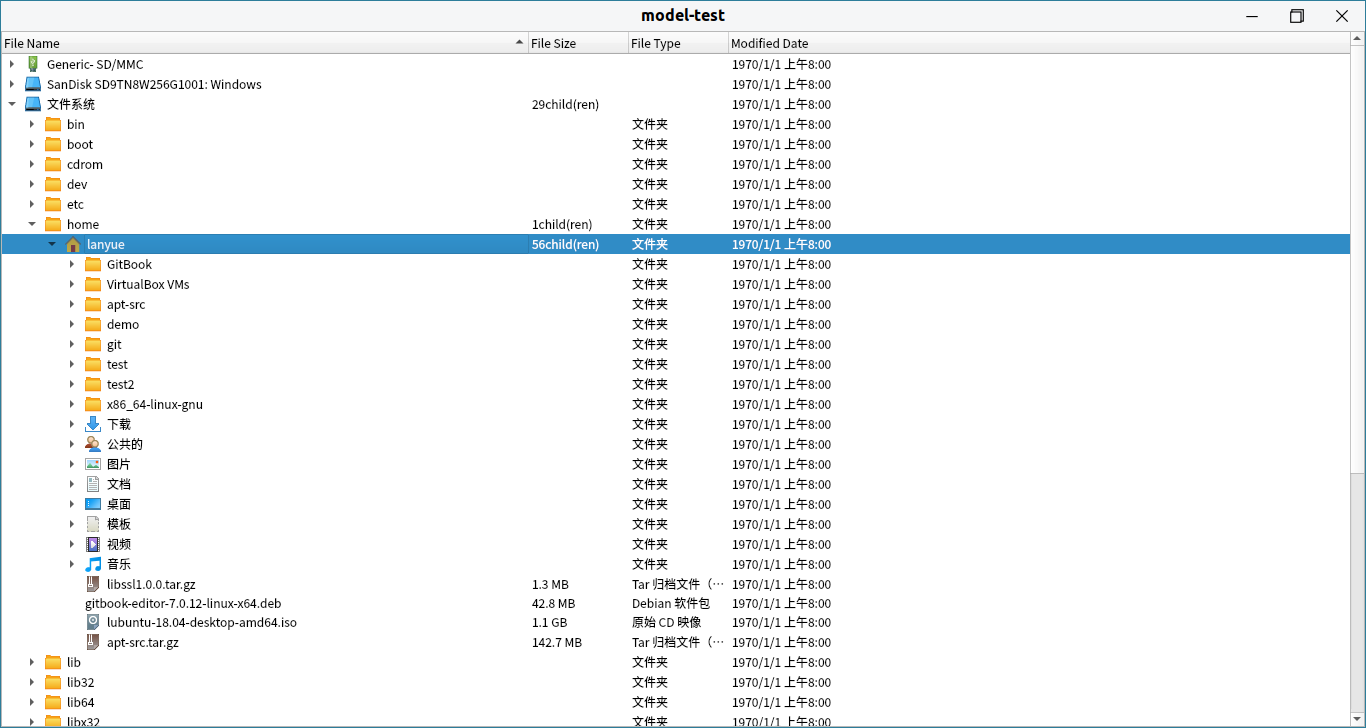 model-test
File Name File Size File Type Modified Date
Generic- SD/MMC 1970/1/1 上午8:00
SanDisk SD9TN8W256G1001: Windows 1970/1/1 上午8:00
文件系统 29child(ren) 1970/1/1 上午8:00
bin 文件夹 1970/1/1 上午8:00
boot 文件夹 1970/1/1 上午8:00
cdrom 文件夹 1970/1/1 上午8:00
dev 文件夹 1970/1/1 上午8:00
etc 文件夹 1970/1/1 上午8:00
home 1child(ren) 文件夹 1970/1/1 上午8:00
lanyue 56child(ren) 文件夹 1970/1/1 上午8:00
GitBook 文件夹 1970/1/1 上午8:00
VirtualBox VMs 文件夹 1970/1/1 上午8:00
apt-src 文件夹 1970/1/1 上午8:00
demo 文件夹 1970/1/1 上午8:00
git 文件夹 1970/1/1 上午8:00
test 文件夹 1970/1/1 上午8:00
test2 文件夹 1970/1/1 上午8:00
x86_64-linux-gnu 文件夹 1970/1/1 上午8:00
下载 文件夹 1970/1/1 上午8:00
公共的 文件夹 1970/1/1 上午8:00
图片 文件夹 1970/1/1 上午8:00
文档 文件夹 1970/1/1 上午8:00
桌面 文件夹 1970/1/1 上午8:00
模板 文件夹 1970/1/1 上午8:00
视频 文件夹 1970/1/1 上午8:00
音乐 文件夹 1970/1/1 上午8:00
libssl1.0.0.tar.gz 1.3 MB Tar 归档文件（… 1970/1/1 上午8:00
gitbook-editor-7.0.12-linux-x64.deb 42.8 MB Debian 软件包 1970/1/1 上午8:00
lubuntu-18.04-desktop-amd64.iso 1.1 GB 原始 CD 映像 1970/1/1 上午8:00
apt-src.tar.gz 142.7 MB Tar 归档文件（… 1970/1/1 上午8:00
lib 文件夹 1970/1/1 上午8:00
lib32 文件夹 1970/1/1 上午8:00
lib64 文件夹 1970/1/1 上午8:00
libx32 文件夹 1970/1/1 上午8:00